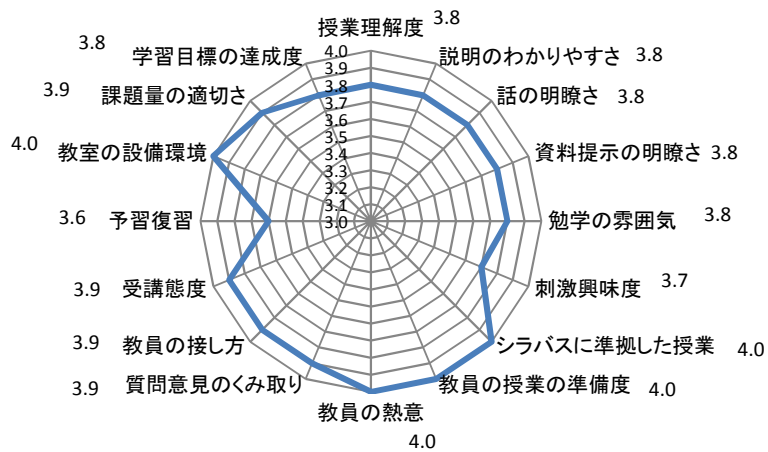 授業理解度 3.8
説明のわかりやすさ 3.8
話の明瞭さ 3.8
資料提示の明瞭さ 3.8
勉学の雰囲気 3.8
刺激興味度 3.7
シラバスに準拠した授業 4.0
教員の授業の準備度 4.0
教員の熱意 4.0
質問意見のくみ取り 3.9
教員の接し方 3.9
受講態度 3.9
予習復習 3.6
教室の設備環境 4.0
課題量の適切さ 3.9
学習目標の達成度 3.8
4.0
3.9
3.8
3.7
3.6
3.5
3.4
3.3
3.2
3.1
3.0